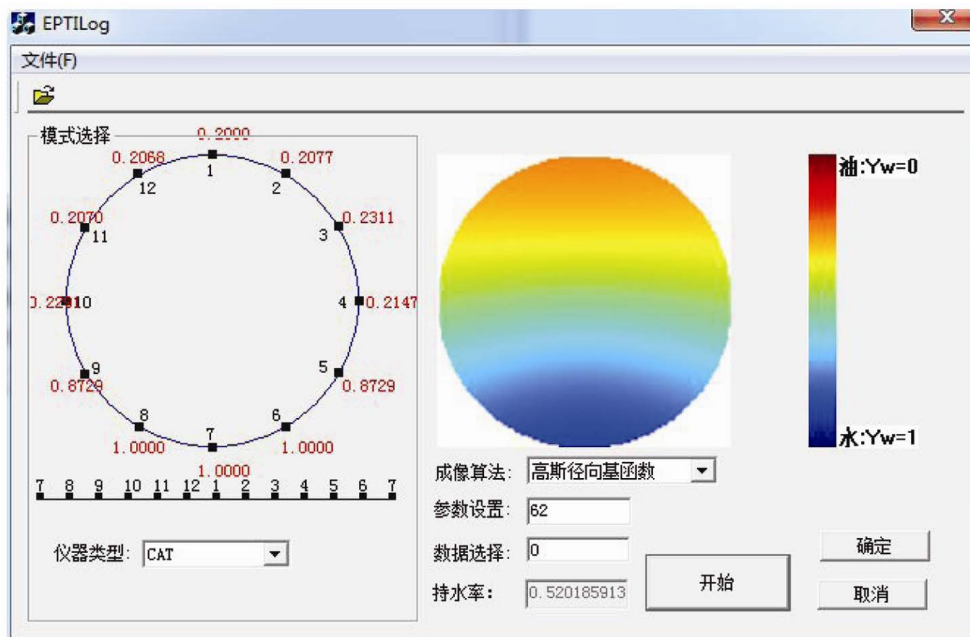 EPTILog
文件(F)
模式选择
0.2000
0.2068
0.2077
1
12
2
0.2070
0.2311
11
3
10
4
0.2147
9
5
0.8729
0.8729
8
6
7
1.0000
1.0000
1.0000
7 8 9 10 11 12 1 2 3 4 5 6 7
仪器类型: CAT
油:Yw=0
水:Yw=1
成像算法: 高斯径向基函数
参数设置: 62
数据选择: 0
持水率: 0.520185913
开始
确定
取消